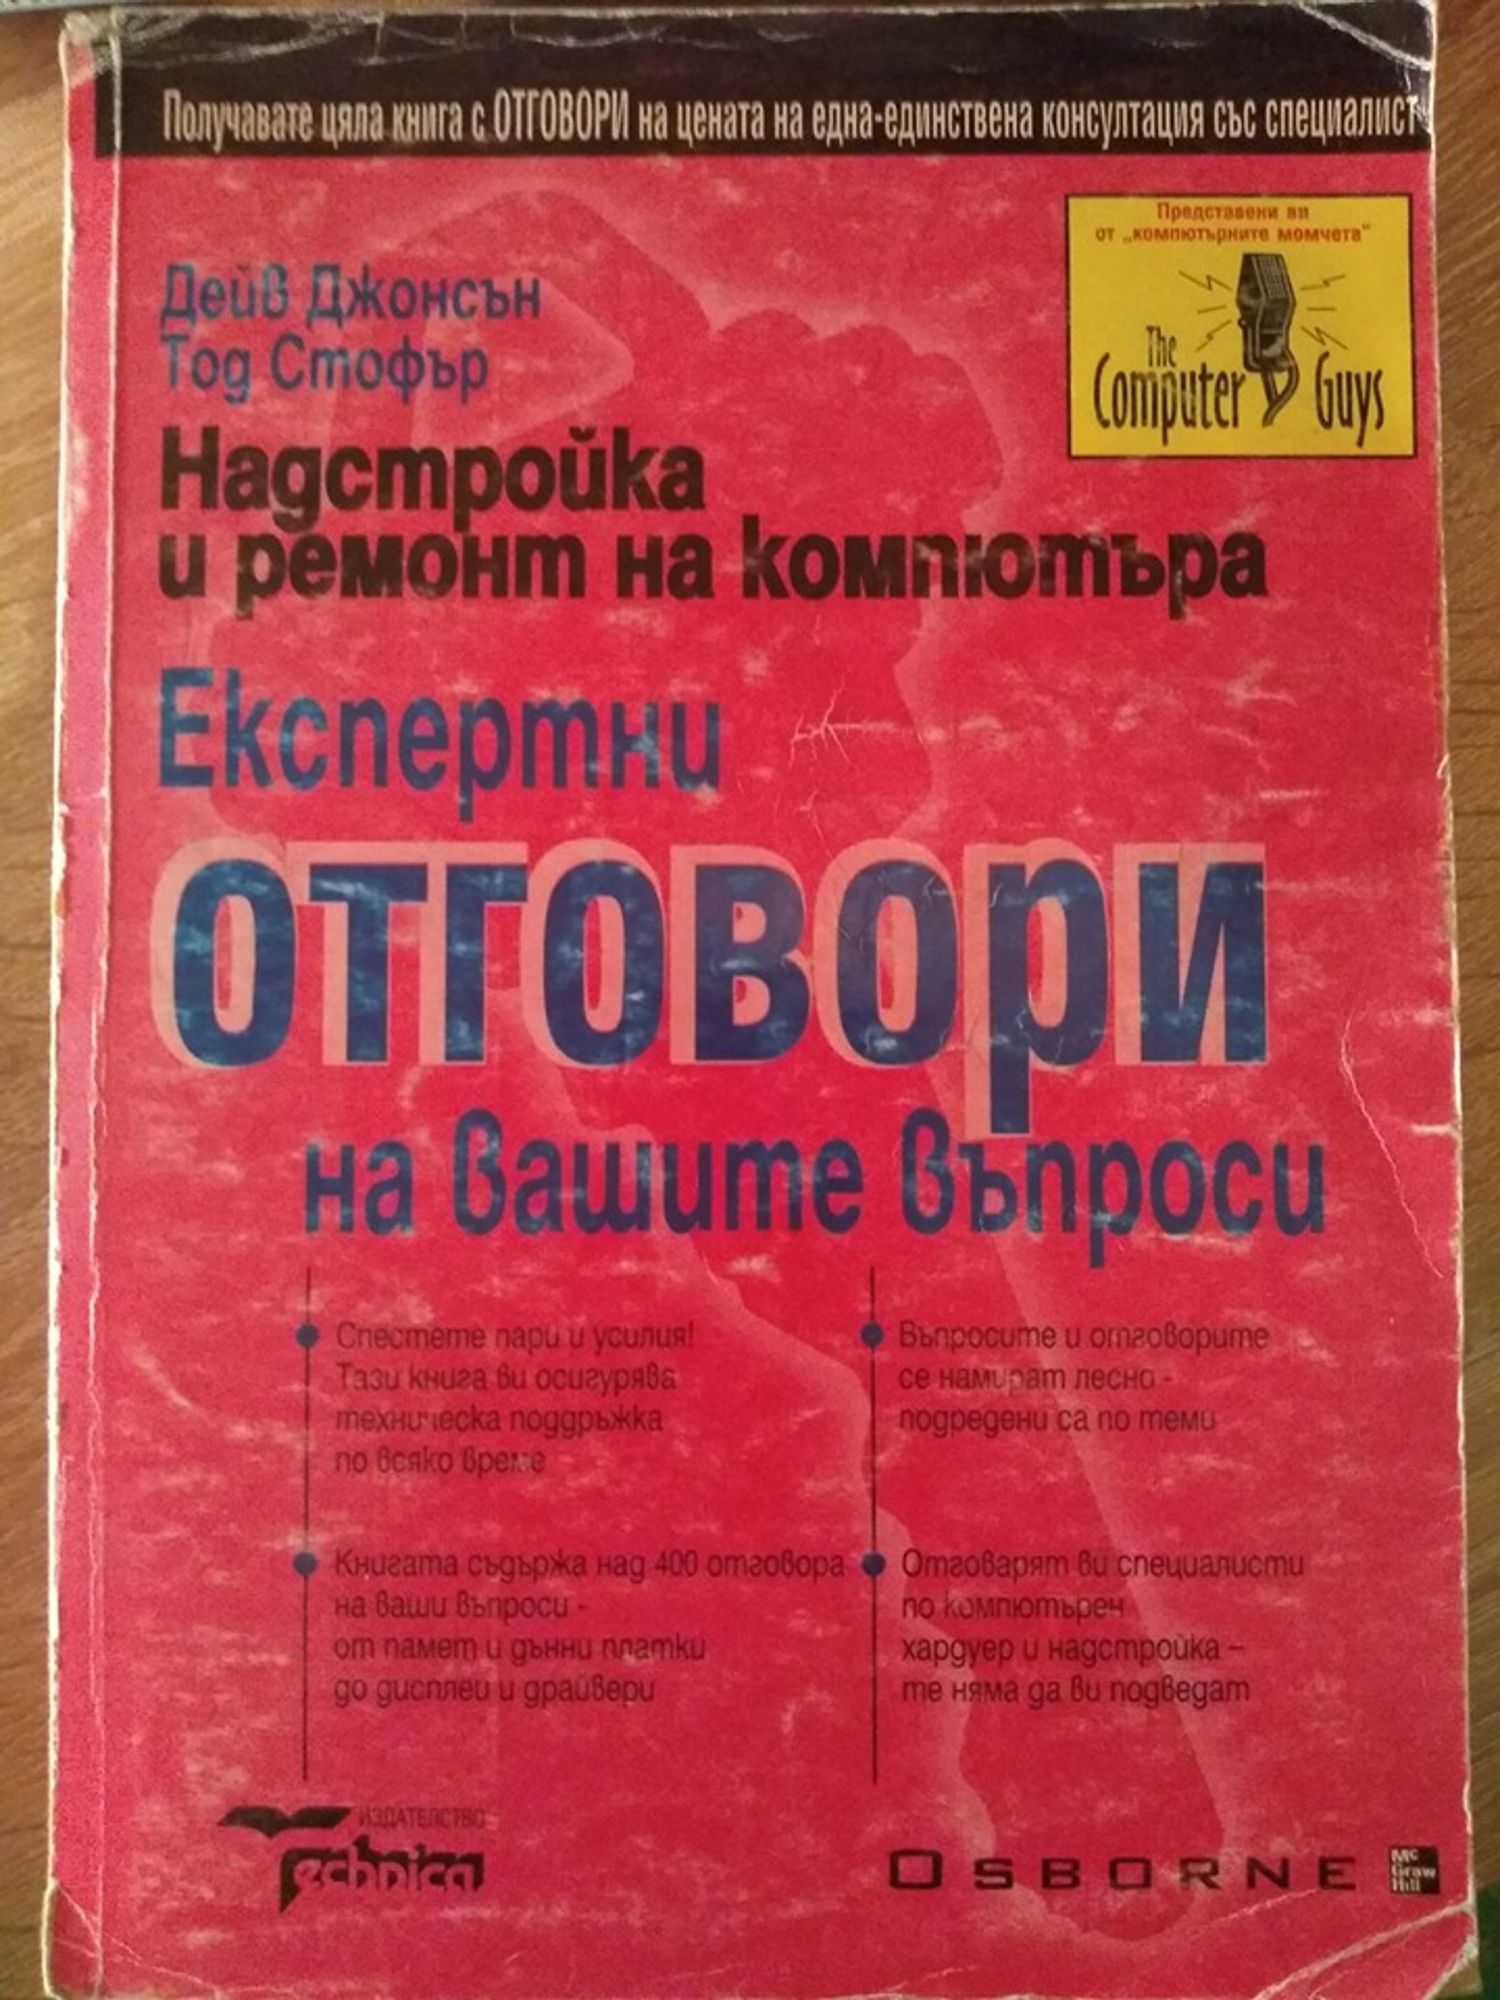 Получавате цяла книга с ОТГОВОРИ на цената на една-единствена консултация със специалист
Представени ви
от „компютърните момчета“
The
Computer Guys
Дейв Джонсън
Тод Стофър
Надстройка
и ремонт на компютъра
Експертни
ОТГОВОРИ
на вашите въпроси
Спестете пари и усилия!
Тази книга ви осигурява
техническа поддръжка
по всяко време
Книгата съдържа над 400 отговора
на ваши въпроси -
от памет и дънни платки
до дисплеи и драйвери
Въпросите и отговорите
се намират лесно -
подредени са по теми
Отговарят ви специалисти
по компютърен
хардуер и надстройка –
те няма да ви подведат
ИЗДАТЕЛСТВО
Technica
OSBORNE
Mc
Graw
Hill